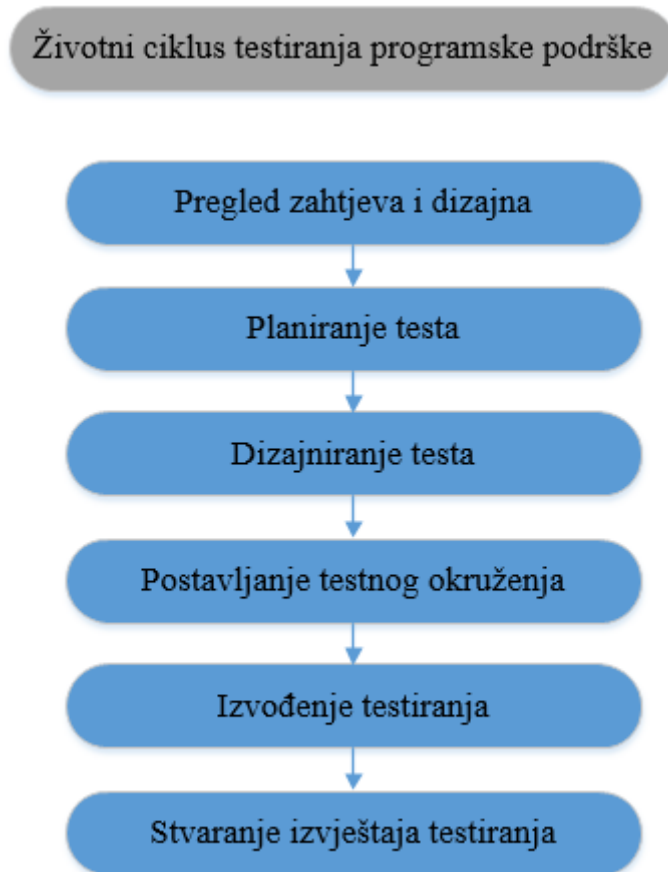 Životni ciklus testiranja programske podrške
Pregled zahtjeva i dizajna
Planiranje testa
Dizajniranje testa
Postavljanje testnog okruženja
Izvođenje testiranja
Stvaranje izvještaja testiranja